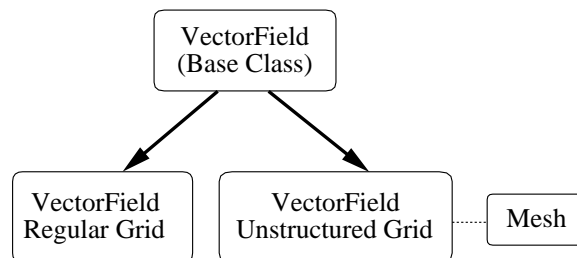 VectorField
(Base Class)
VectorField
Regular Grid
VectorField
Unstructured Grid
Mesh